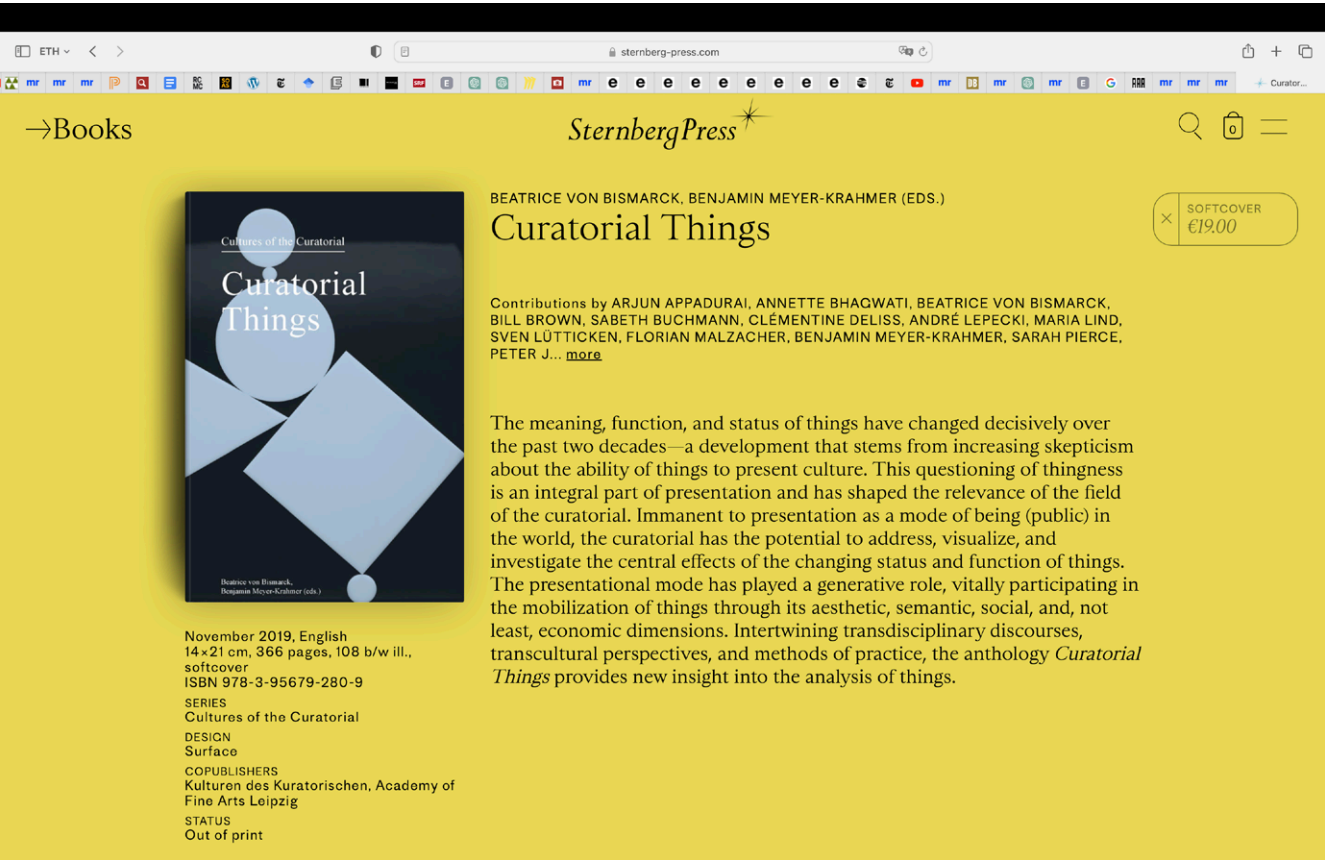 ETH
sternberg-press.com
Curator...
→Books
SternbergPress
0
Cultures of the Curatorial
Curatorial
Things
Beatrice von Bismarck,
Benjamin Meyer-Krahmer (eds.)
BEATRICE VON BISMARCK, BENJAMIN MEYER-KRAHMER (EDS.)
Curatorial Things
SOFTCOVER
€19.00
Contributions by ARJUN APPADURAI, ANNETTE BHAGWATI, BEATRICE VON BISMARCK,
BILL BROWN, SABETH BUCHMANN, CLÉMENTINE DELISS, ANDRÉ LEPECKI, MARIA LIND,
SVEN LÜTTICKEN, FLORIAN MALZACHER, BENJAMIN MEYER-KRAHMER, SARAH PIERCE,
PETER J... more
The meaning, function, and status of things have changed decisively over
the past two decades—a development that stems from increasing skepticism
about the ability of things to present culture. This questioning of thingness
is an integral part of presentation and has shaped the relevance of the field
of the curatorial. Immanent to presentation as a mode of being (public) in
the world, the curatorial has the potential to address, visualize, and
investigate the central effects of the changing status and function of things.
The presentational mode has played a generative role, vitally participating in
the mobilization of things through its aesthetic, semantic, social, and, not
least, economic dimensions. Intertwining transdisciplinary discourses,
transcultural perspectives, and methods of practice, the anthology Curatorial
Things provides new insight into the analysis of things.
November 2019, English
14×21 cm, 366 pages, 108 b/w ill.,
softcover
ISBN 978-3-95679-280-9
SERIES
Cultures of the Curatorial
DESIGN
Surface
COPUBLISHERS
Kulturen des Kuratorischen, Academy of
Fine Arts Leipzig
STATUS
Out of print